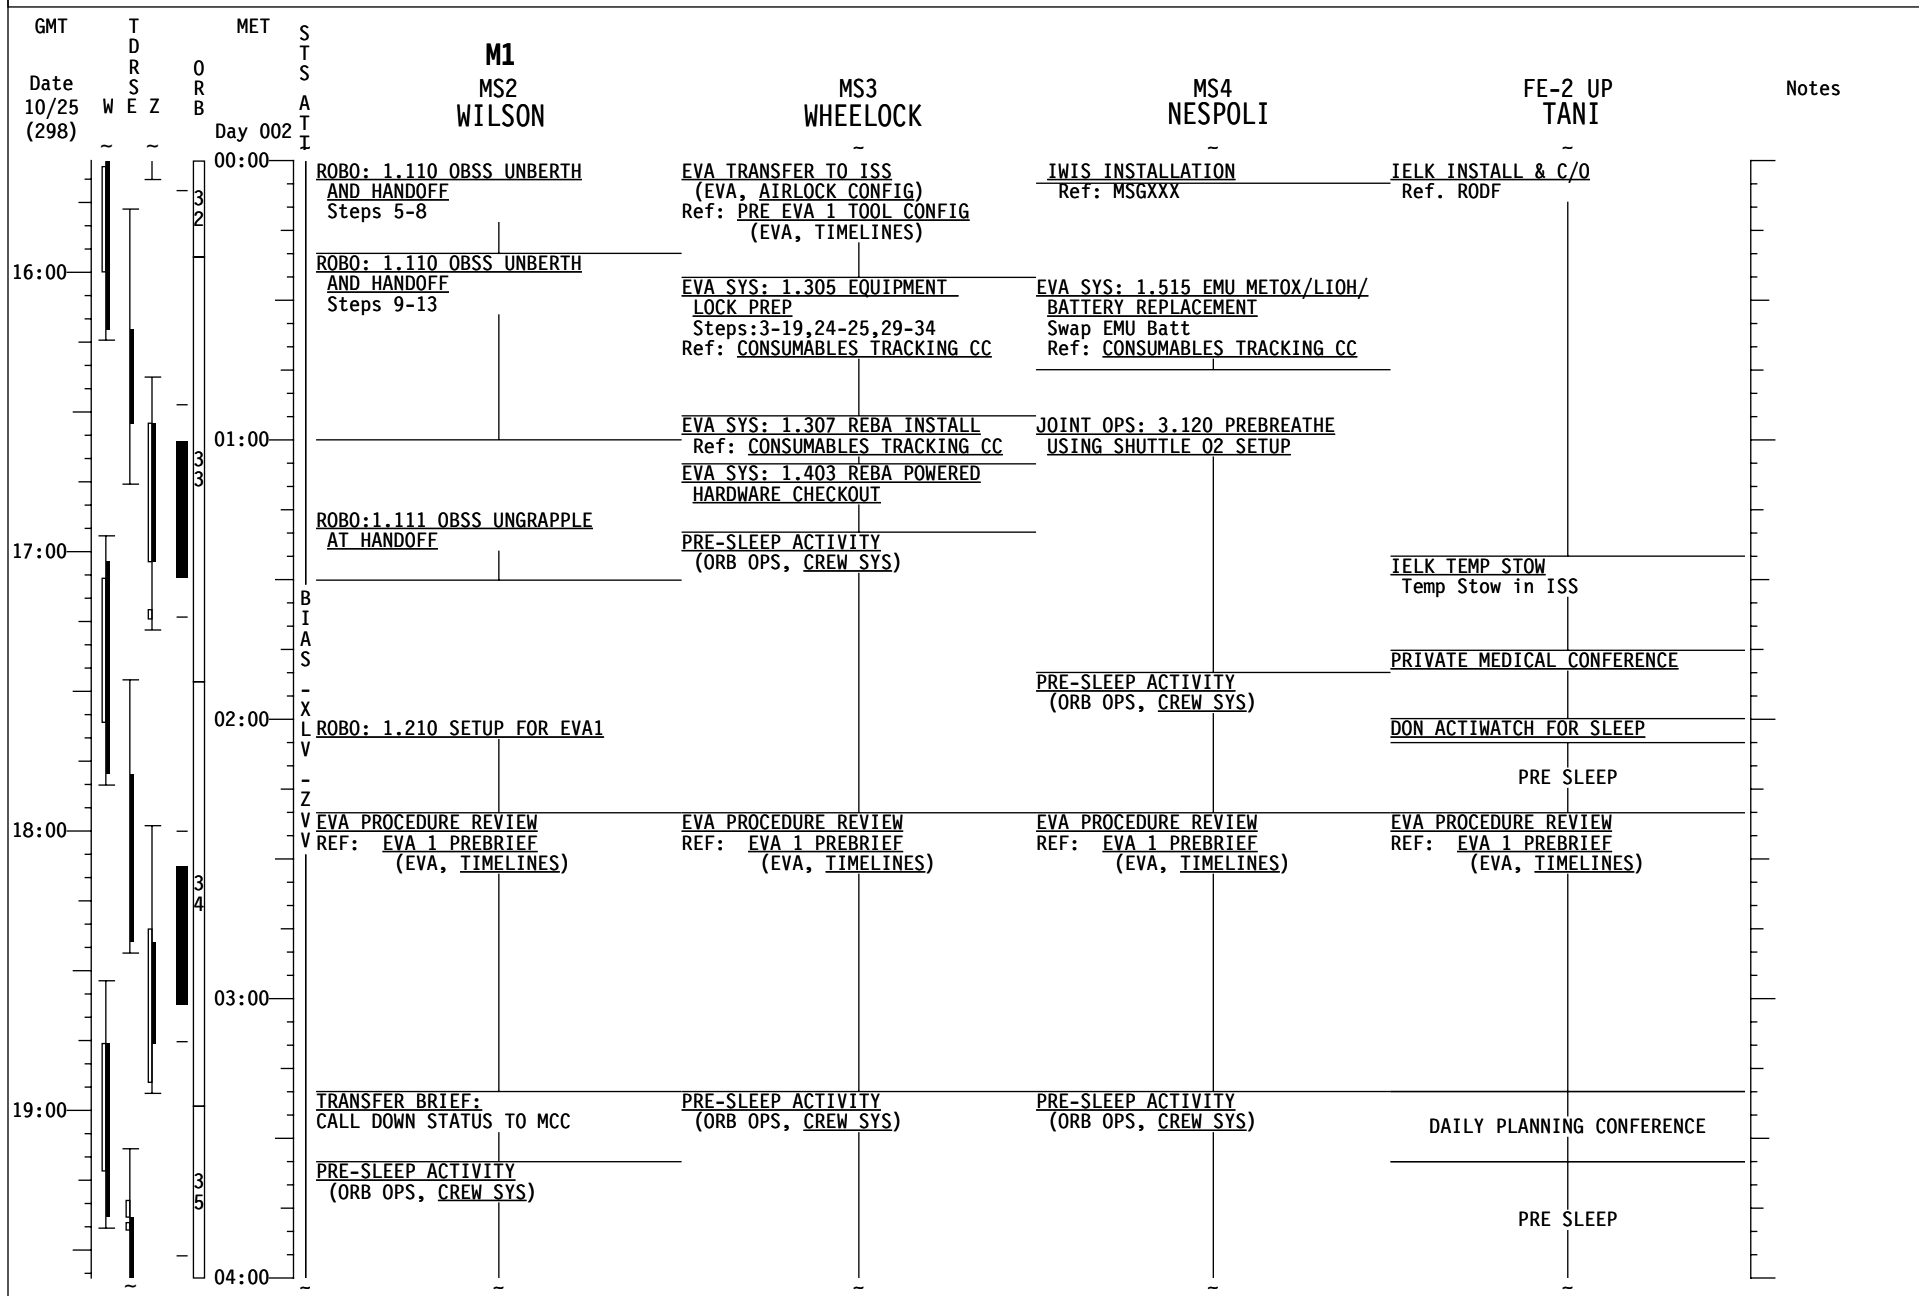 GMT
TDRS
MET
STS ATT
M1
ORB
Date
10/25
(298)
W E Z
Day 002
MS2
WILSON
MS3
WHEELOCK
MS4
NESPOLI
FE-2 UP
TANI
Notes
~ ~ ~ ~ ~
00:00
01:00
02:00
03:00
04:00
16:00
17:00
18:00
19:00
32
33
34
35
BIAS -XLV -ZVV
ROBO: 1.110 OBSS UNBERTH
AND HANDOFF
Steps 5-8
ROBO: 1.110 OBSS UNBERTH
AND HANDOFF
Steps 9-13
ROBO:1.111 OBSS UNGRAPPLE
AT HANDOFF
ROBO: 1.210 SETUP FOR EVA1
EVA PROCEDURE REVIEW
REF: EVA 1 PREBRIEF
(EVA, TIMELINES)
TRANSFER BRIEF:
CALL DOWN STATUS TO MCC
PRE-SLEEP ACTIVITY
(ORB OPS, CREW SYS)
EVA TRANSFER TO ISS
(EVA, AIRLOCK CONFIG)
Ref: PRE EVA 1 TOOL CONFIG
(EVA, TIMELINES)
EVA SYS: 1.305 EQUIPMENT
LOCK PREP
Steps:3-19,24-25,29-34
Ref: CONSUMABLES TRACKING CC
EVA SYS: 1.307 REBA INSTALL
Ref: CONSUMABLES TRACKING CC
EVA SYS: 1.403 REBA POWERED
HARDWARE CHECKOUT
PRE-SLEEP ACTIVITY
(ORB OPS, CREW SYS)
EVA PROCEDURE REVIEW
REF: EVA 1 PREBRIEF
(EVA, TIMELINES)
PRE-SLEEP ACTIVITY
(ORB OPS, CREW SYS)
IWIS INSTALLATION
Ref: MSGXXX
EVA SYS: 1.515 EMU METOX/LIOH/
BATTERY REPLACEMENT
Swap EMU Batt
Ref: CONSUMABLES TRACKING CC
JOINT OPS: 3.120 PREBREATHE
USING SHUTTLE O2 SETUP
PRE-SLEEP ACTIVITY
(ORB OPS, CREW SYS)
EVA PROCEDURE REVIEW
REF: EVA 1 PREBRIEF
(EVA, TIMELINES)
PRE-SLEEP ACTIVITY
(ORB OPS, CREW SYS)
IELK INSTALL & C/O
Ref. RODF
IELK TEMP STOW
Temp Stow in ISS
PRIVATE MEDICAL CONFERENCE
DON ACTIWATCH FOR SLEEP
PRE SLEEP
EVA PROCEDURE REVIEW
REF: EVA 1 PREBRIEF
(EVA, TIMELINES)
DAILY PLANNING CONFERENCE
PRE SLEEP